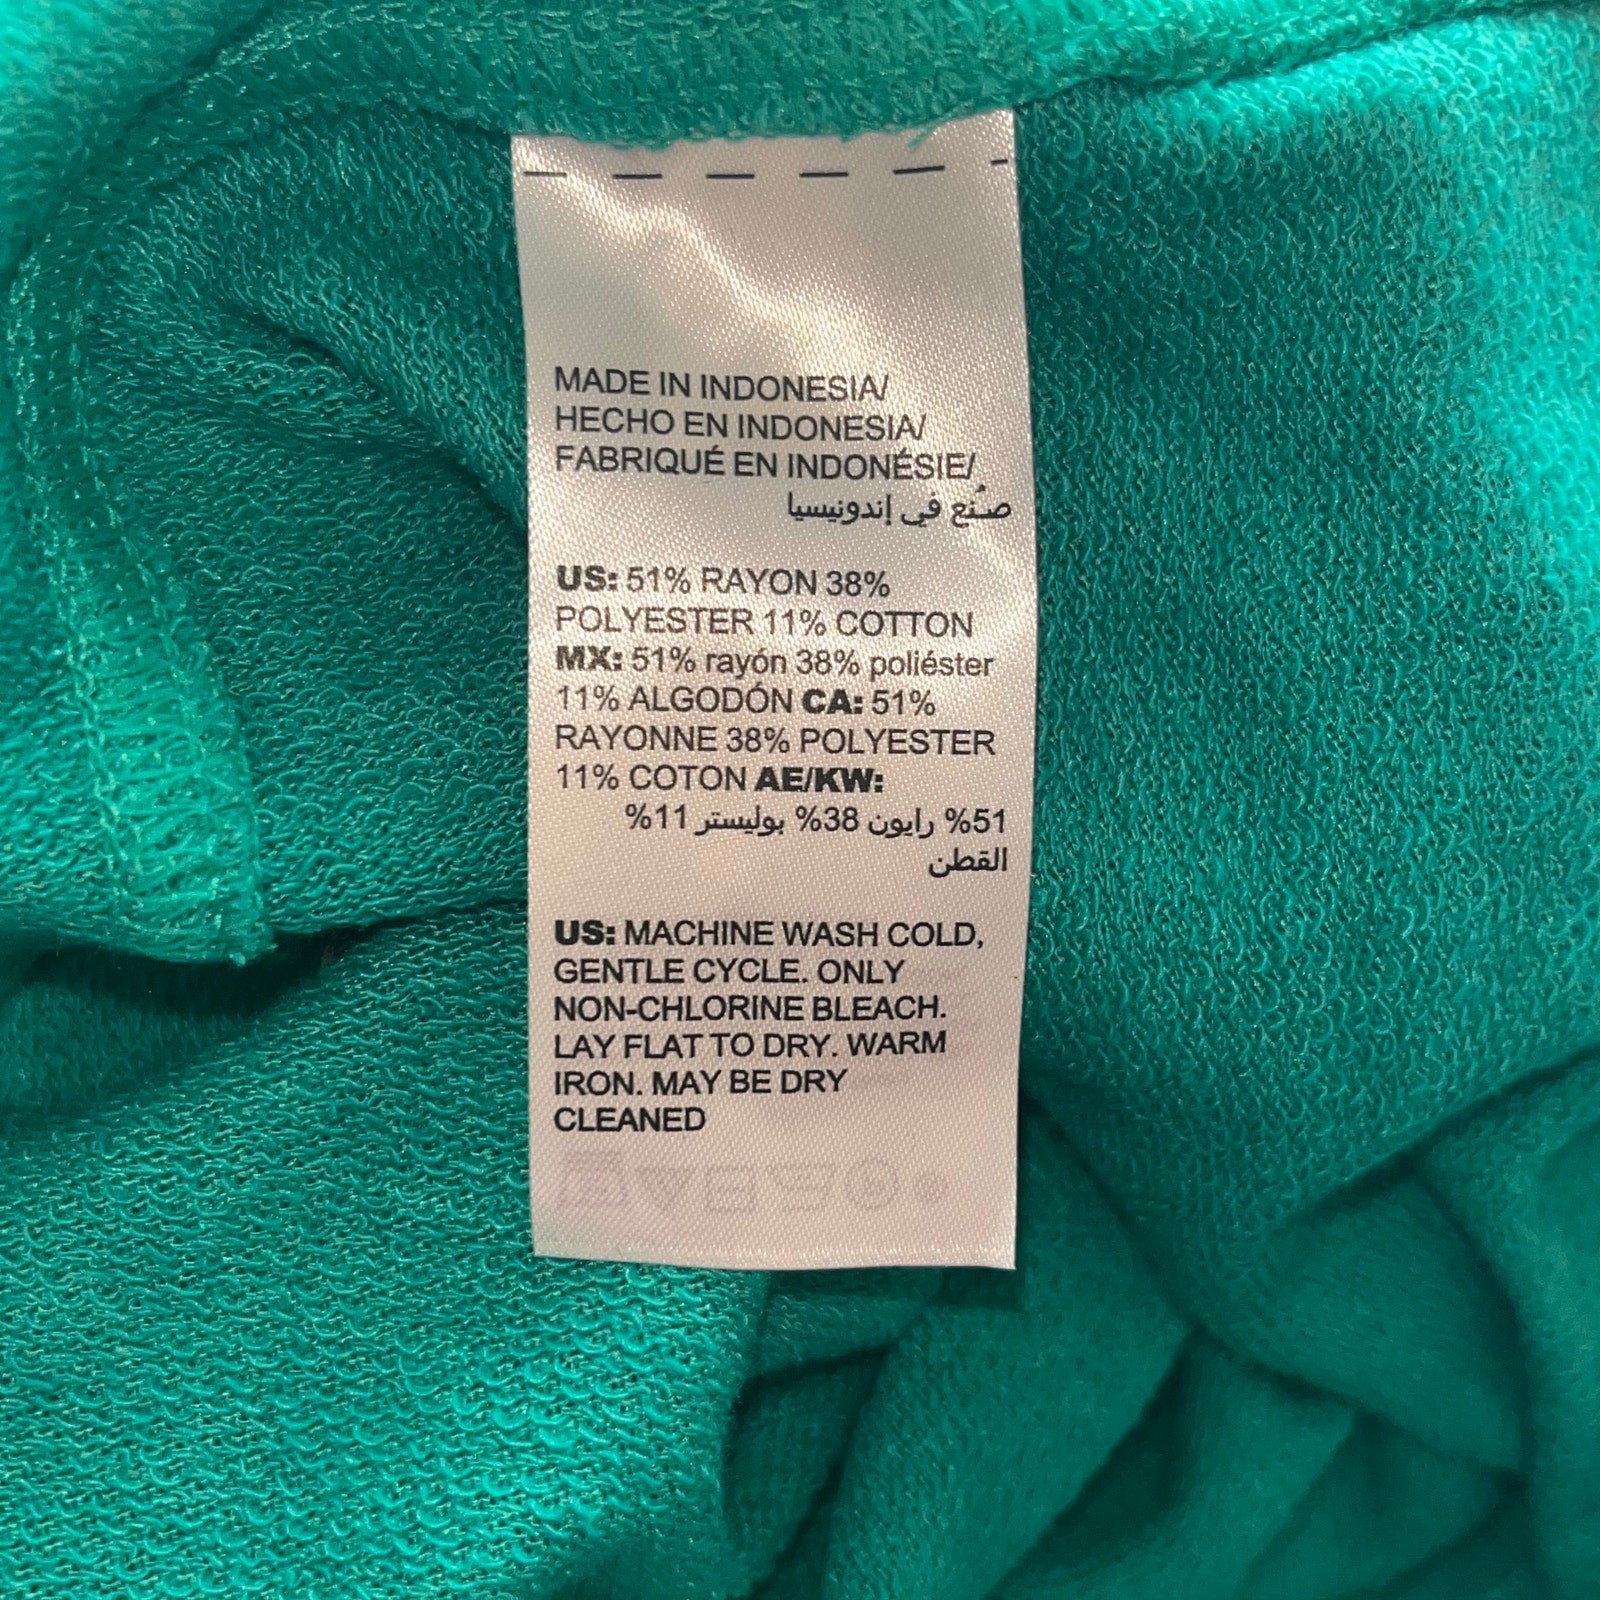 MADE IN INDONESIA/
HECHO EN INDONESIA/
FABRIQUÉ EN INDONÉSIE/
صُنع في إندونيسيا
US: 51% RAYON 38%
POLYESTER 11% COTTON
MX: 51% rayón 38% poliéster
11% ALGODÓN CA: 51%
RAYONNE 38% POLYESTER
11% COTON AE/KW:
51% رايون 38% بوليستر 11%
القطن
US: MACHINE WASH COLD,
GENTLE CYCLE. ONLY
NON-CHLORINE BLEACH.
LAY FLAT TO DRY. WARM
IRON. MAY BE DRY
CLEANED